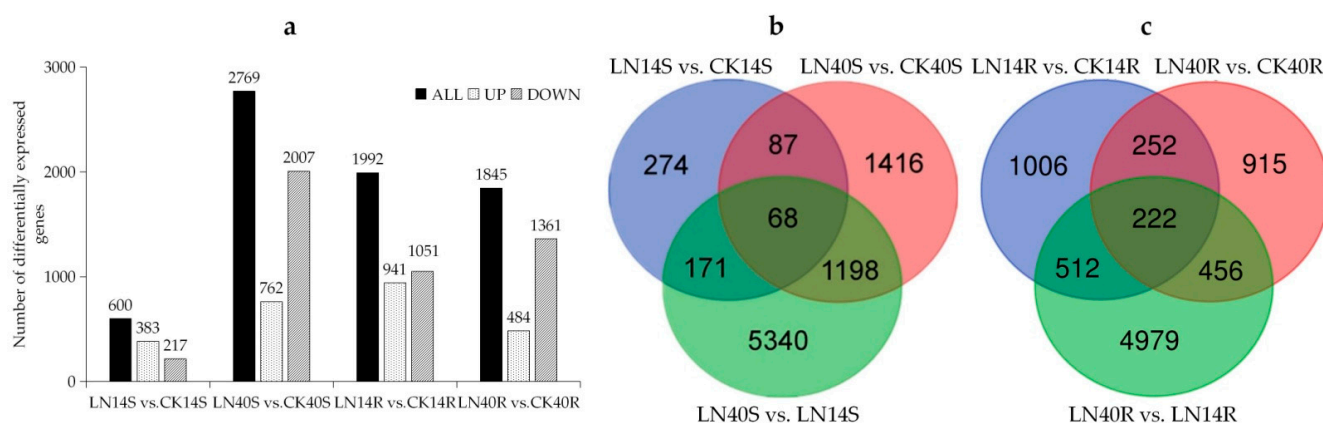 a
b
c
Number of differentially expressed
genes
3000
2000
1000
0
ALL UP DOWN
600
383
217
2769
762
2007
1992
941
1051
1845
484
1361
LN14S vs.CK14S
LN40S vs.CK40S
LN14R vs.CK14R
LN40R vs.CK40R
LN14S vs. CK14S
LN40S vs. CK40S
274
87
1416
68
171
1198
5340
LN40S vs. LN14S
LN14R vs. CK14R
LN40R vs. CK40R
1006
252
915
222
512
456
4979
LN40R vs. LN14R